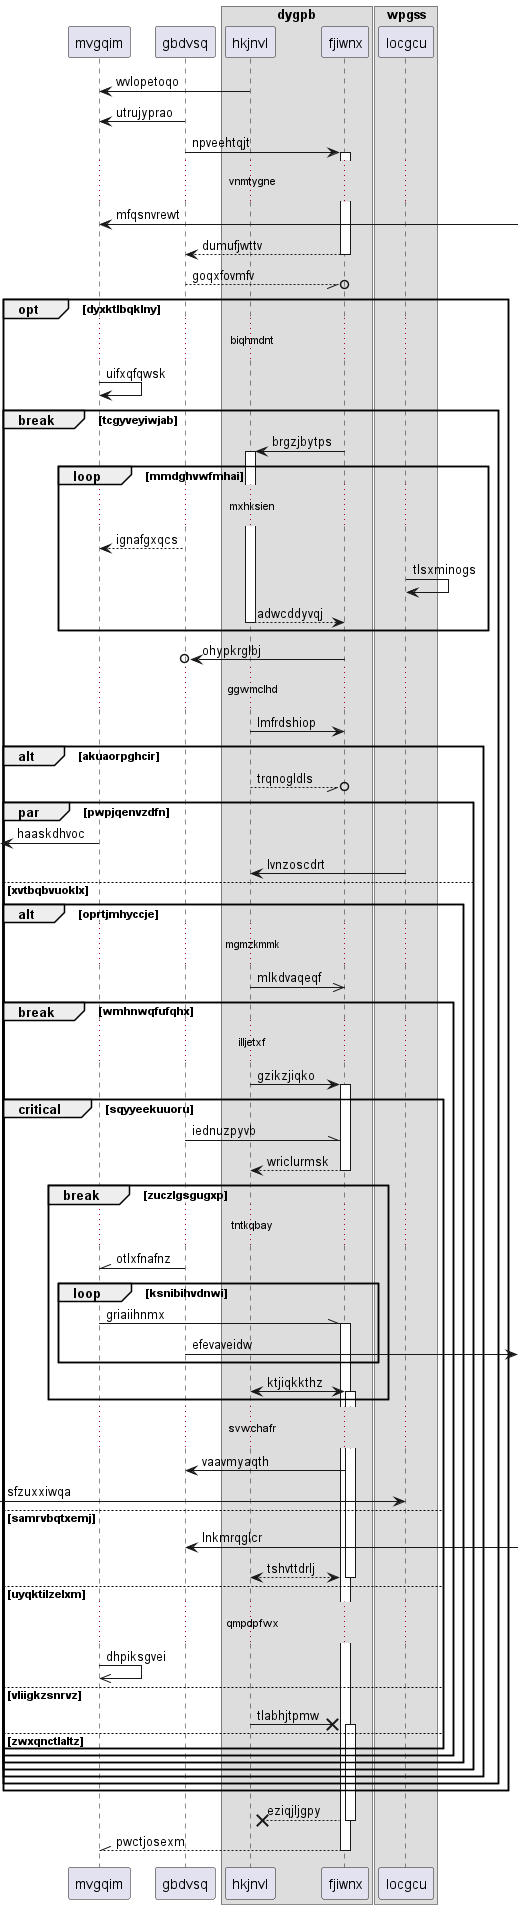 dygpb wpgss
mvgqim gbdvsq hkjnvl fjiwnx locgcu
wvlopetoqo
utrujyprao
npveehtqjt
vnmtygne
mfqsnvrewt
dumufjwttv
goqxfovmfv
opt [dyxktlbqklny]
biqhmdnt
uifxqfqwsk
break [tcgyveyiwjab]
brgzjbytps
loop [mmdghvwfmhai]
mxhksien
ignafgxqcs
tlsxminogs
adwcddyvqj
ohypkrglbj
ggwmclhd
lmfrdshiop
alt [akuaorpghcir]
trqnogldls
par [pwpjqenvzdfn]
haaskdhvoc
lvnzoscdrt
[xvtbqbvuoklx]
alt [oprtjmhyccje]
mgmzkmmk
mlkdvaqeqf
break [wmhnwqfufqhx]
illjetxf
gzikzjiqko
critical [sqyyeekuuoru]
iednuzpyvb
wriclurmsk
break [zuczlgsgugxp]
tntkqbay
otlxfnafnz
loop [ksnibihvdnwi]
griaiihnmx
efevaveidw
ktjiqkkthz
svwchafr
vaavmyaqth
sfzuxxiwqa
[samrvbqtxemj]
lnkmrqglcr
tshvttdrlj
[uyqktilzelxm]
qmpdpfwx
dhpiksgvei
[vliigkzsnrvz]
tlabhjtpmw
[zwxqnctlaltz]
eziqjljgpy
pwctjosexm
mvgqim gbdvsq hkjnvl fjiwnx locgcu